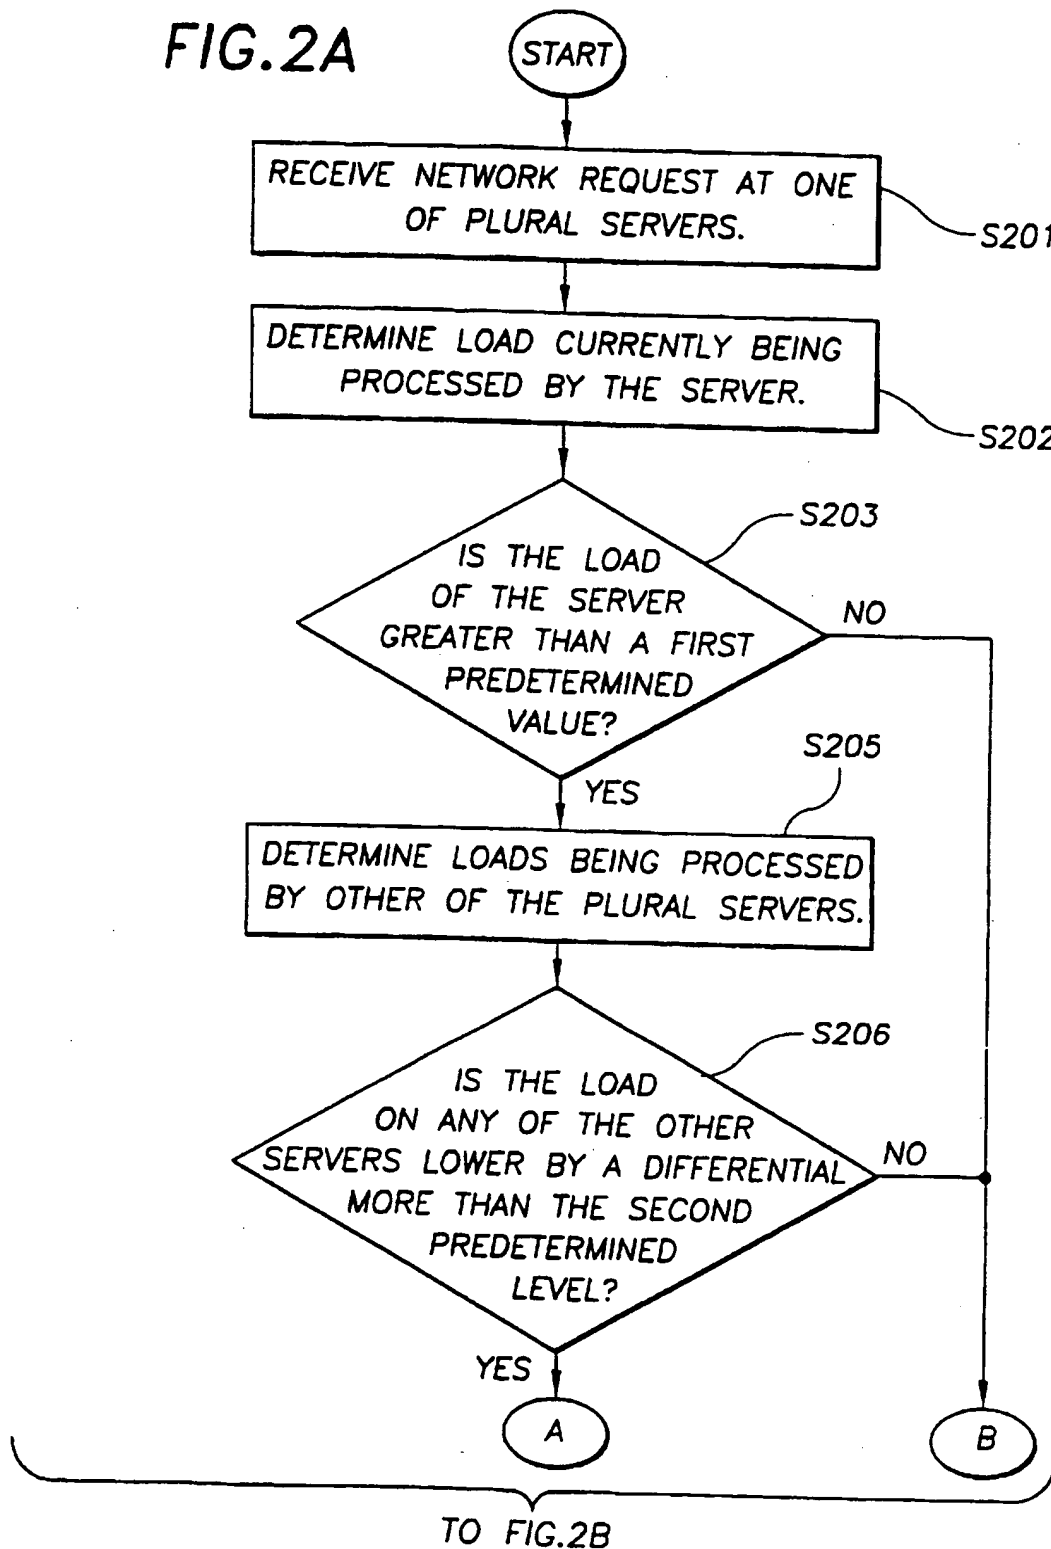 FIG.2A
START
RECEIVE NETWORK REQUEST AT ONE
OF PLURAL SERVERS.
S201
DETERMINE LOAD CURRENTLY BEING
PROCESSED BY THE SERVER.
S202
S203
IS THE LOAD
OF THE SERVER
GREATER THAN A FIRST
PREDETERMINED
VALUE?
NO
YES
S205
DETERMINE LOADS BEING PROCESSED
BY OTHER OF THE PLURAL SERVERS.
S206
IS THE LOAD
ON ANY OF THE OTHER
SERVERS LOWER BY A DIFFERENTIAL
MORE THAN THE SECOND
PREDETERMINED
LEVEL?
NO
YES
A
B
TO FIG.2B